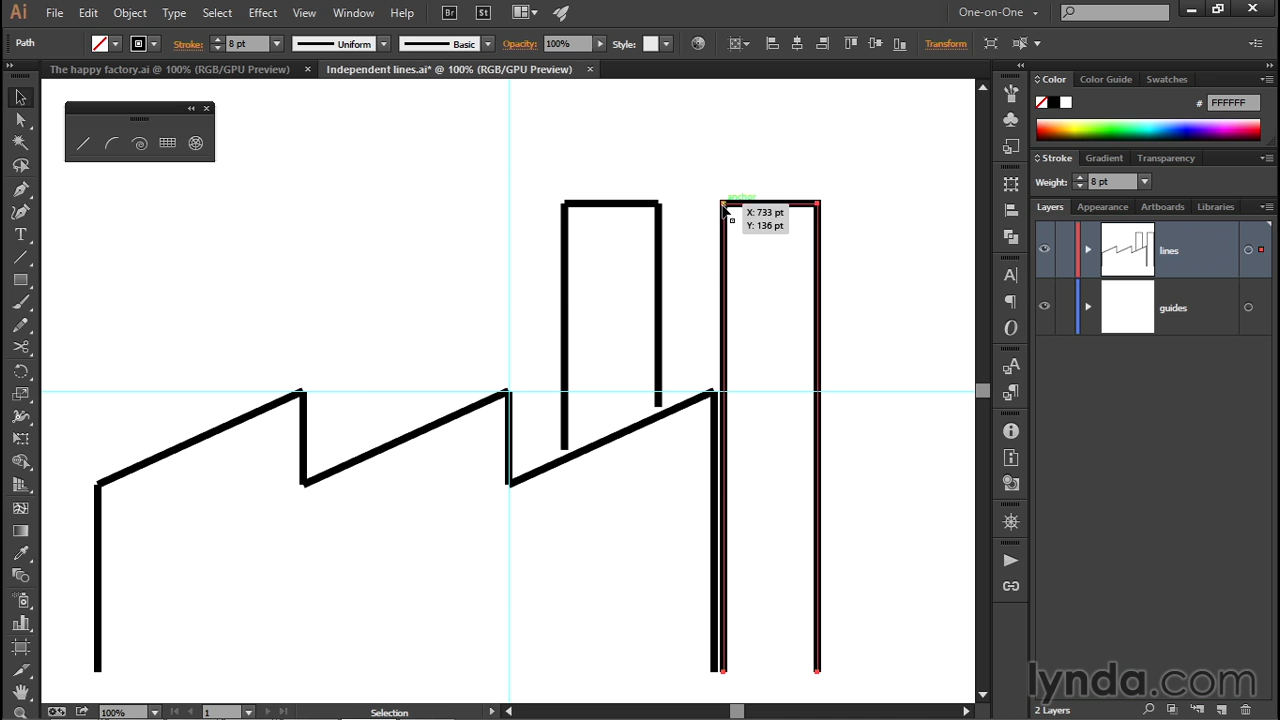 Ai File Edit Object Type Select Effect View Window Help Br St One-on-One
Path Stroke: 8 pt Uniform Basic Opacity: 100% Style: Transform
The happy factory.ai @ 100% (RGB/GPU Preview) × Independent lines.ai* @ 100% (RGB/GPU Preview) ×
Color Color Guide Swatches
# FFFFFF
Stroke Gradient Transparency
Weight: 8 pt
Layers Appearance Artboards Libraries
anchor
X: 733 pt
Y: 136 pt
lines
guides
lynda.com
100% 1 Selection 2 Layers